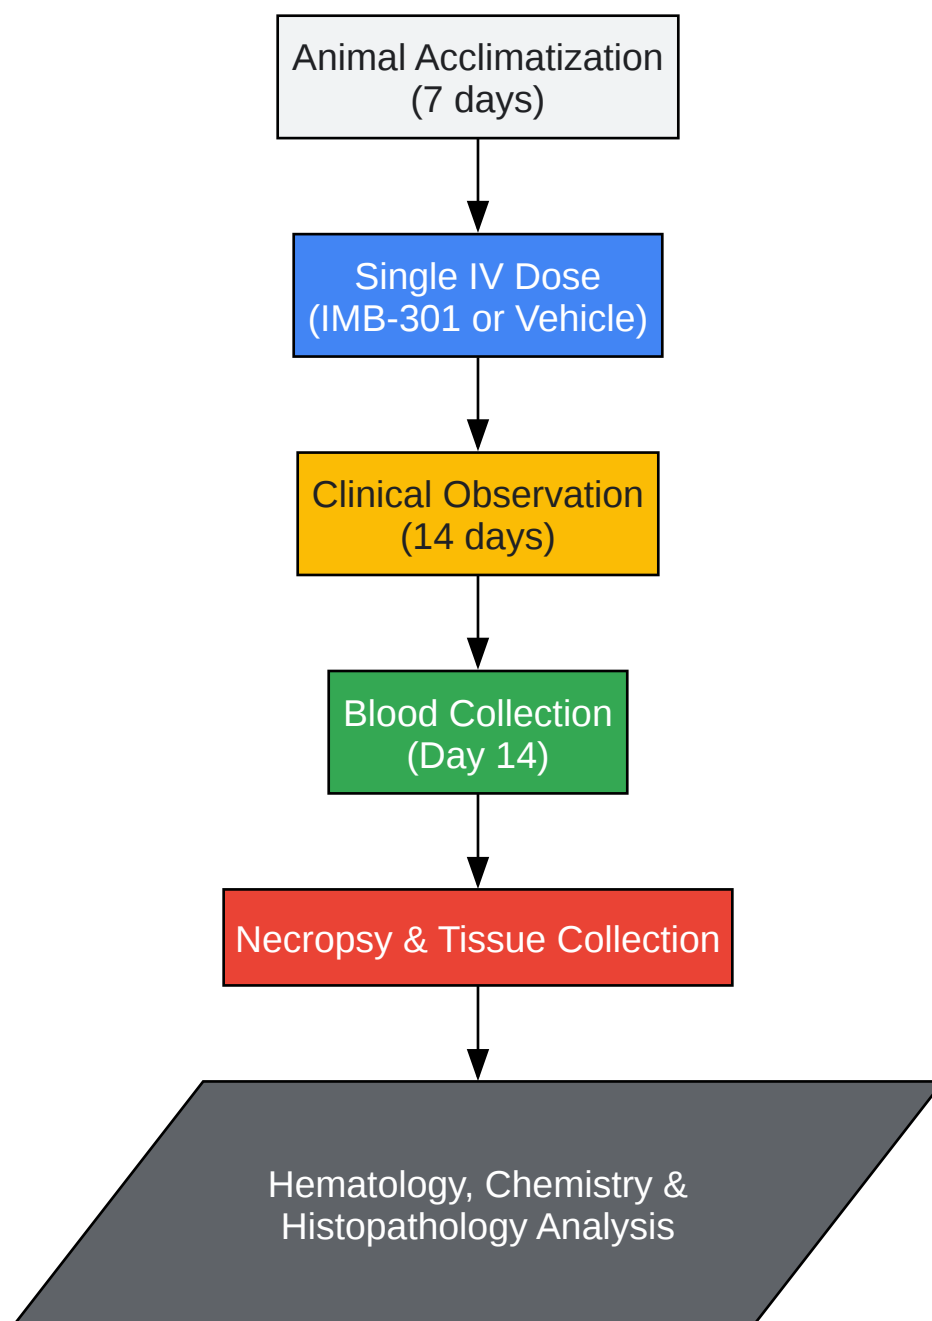 Animal Acclimatization
(7 days)
Single IV Dose
(IMB-301 or Vehicle)
Clinical Observation
(14 days)
Blood Collection
(Day 14)
Necropsy & Tissue Collection
Hematology, Chemistry &
Histopathology Analysis